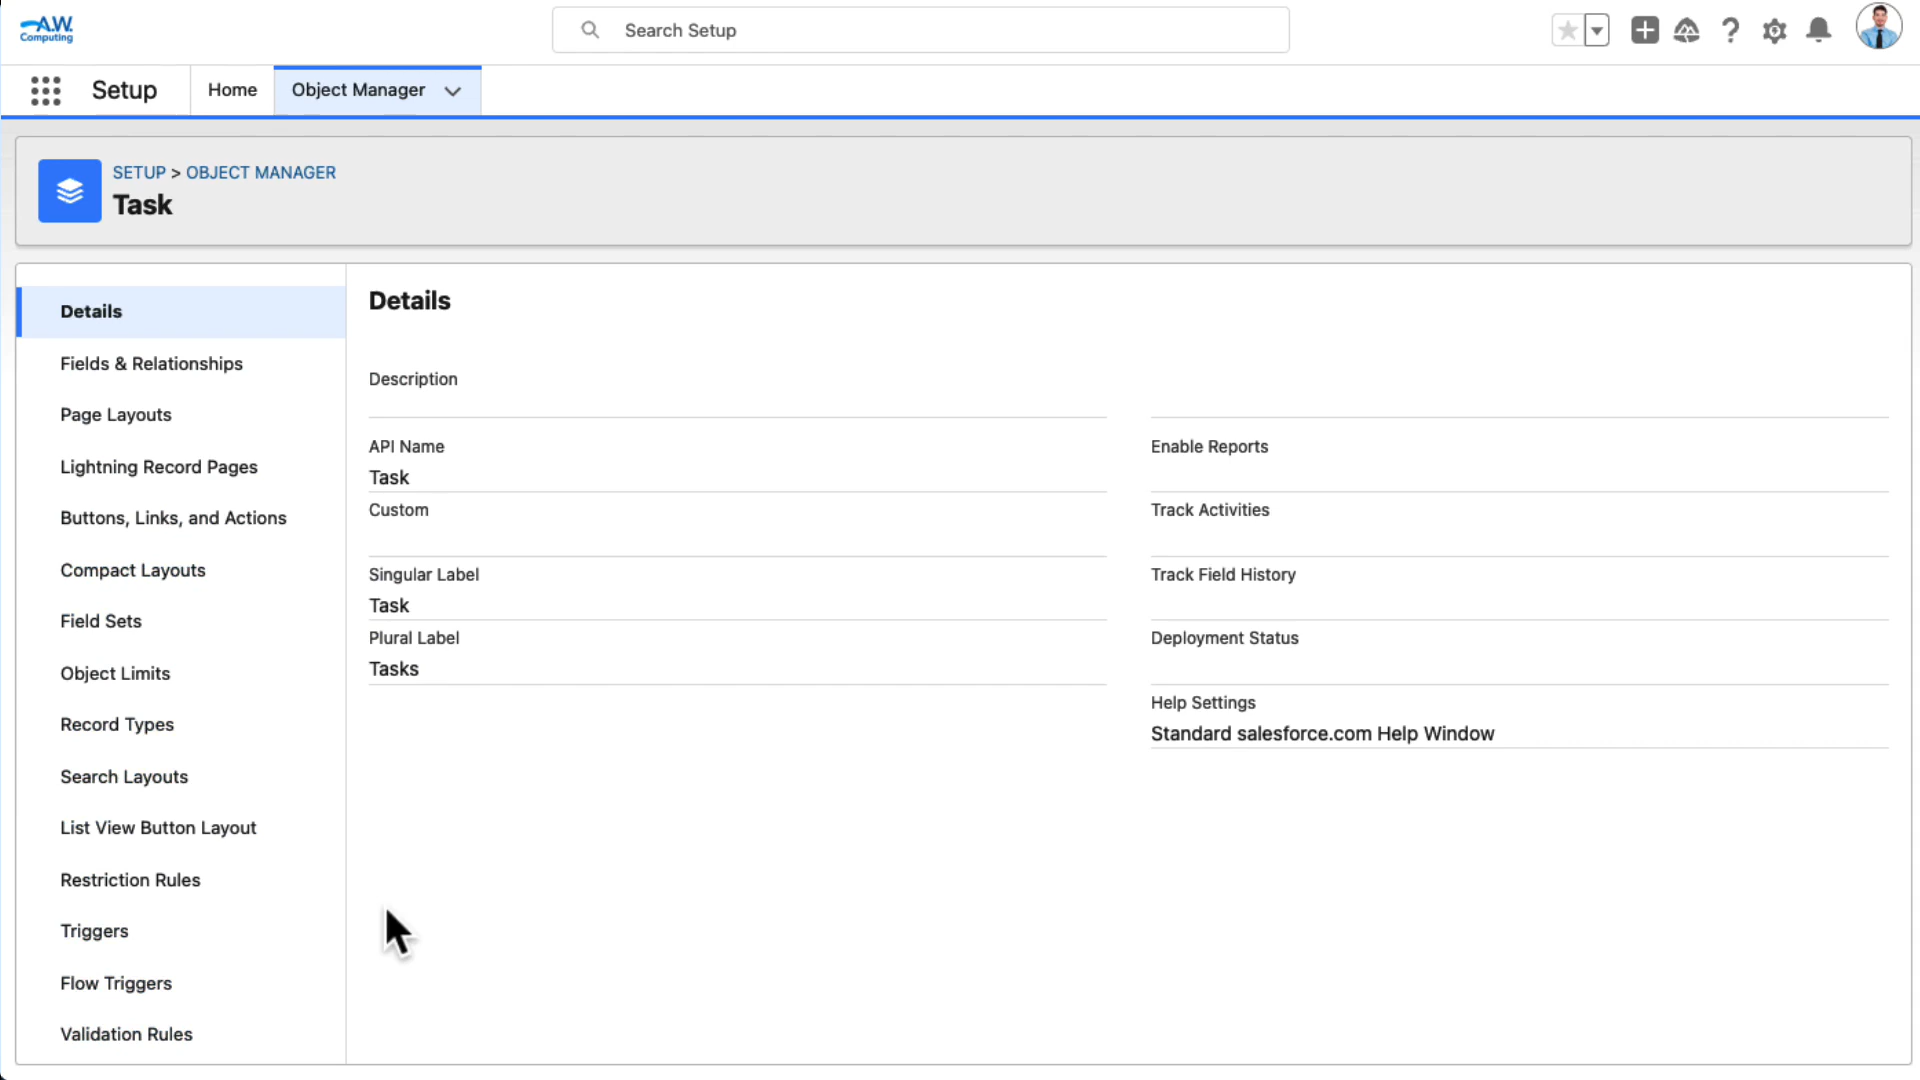 A.W.
Computing
Search Setup
Setup
Home
Object Manager
SETUP > OBJECT MANAGER
Task
Details
Fields & Relationships
Page Layouts
Lightning Record Pages
Buttons, Links, and Actions
Compact Layouts
Field Sets
Object Limits
Record Types
Search Layouts
List View Button Layout
Restriction Rules
Triggers
Flow Triggers
Validation Rules
Details
Description
API Name
Task
Custom
Singular Label
Task
Plural Label
Tasks
Enable Reports
Track Activities
Track Field History
Deployment Status
Help Settings
Standard salesforce.com Help Window